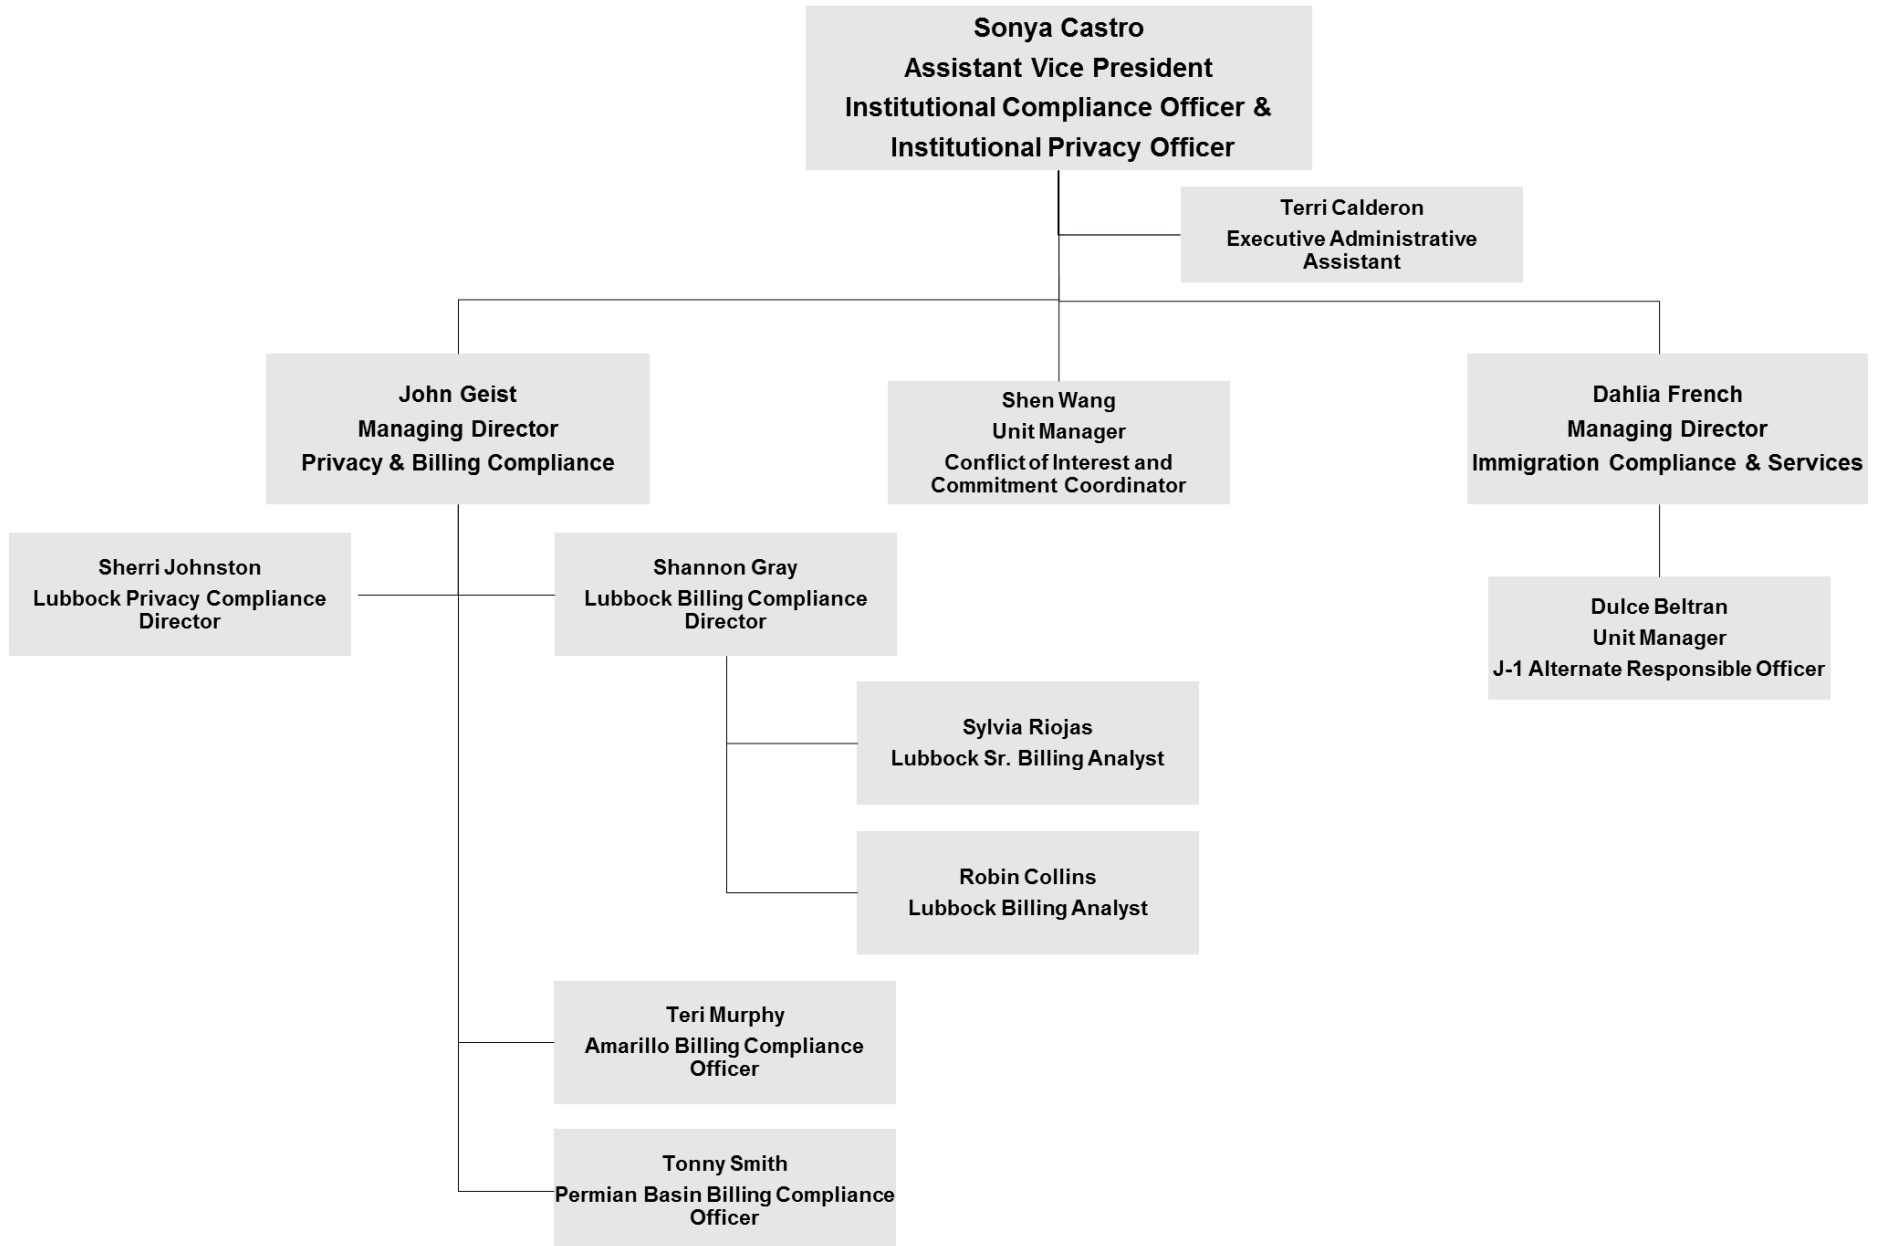 Sonya Castro
Assistant Vice President
Institutional Compliance Officer &
Institutional Privacy Officer
Terri Calderon
Executive Administrative
Assistant
John Geist
Managing Director
Privacy & Billing Compliance
Shen Wang
Unit Manager
Conflict of Interest and
Commitment Coordinator
Dahlia French
Managing Director
Immigration Compliance & Services
Sherri Johnston
Lubbock Privacy Compliance
Director
Shannon Gray
Lubbock Billing Compliance
Director
Dulce Beltran
Unit Manager
J-1 Alternate Responsible Officer
Sylvia Riojas
Lubbock Sr. Billing Analyst
Robin Collins
Lubbock Billing Analyst
Teri Murphy
Amarillo Billing Compliance
Officer
Tonny Smith
Permian Basin Billing Compliance
Officer